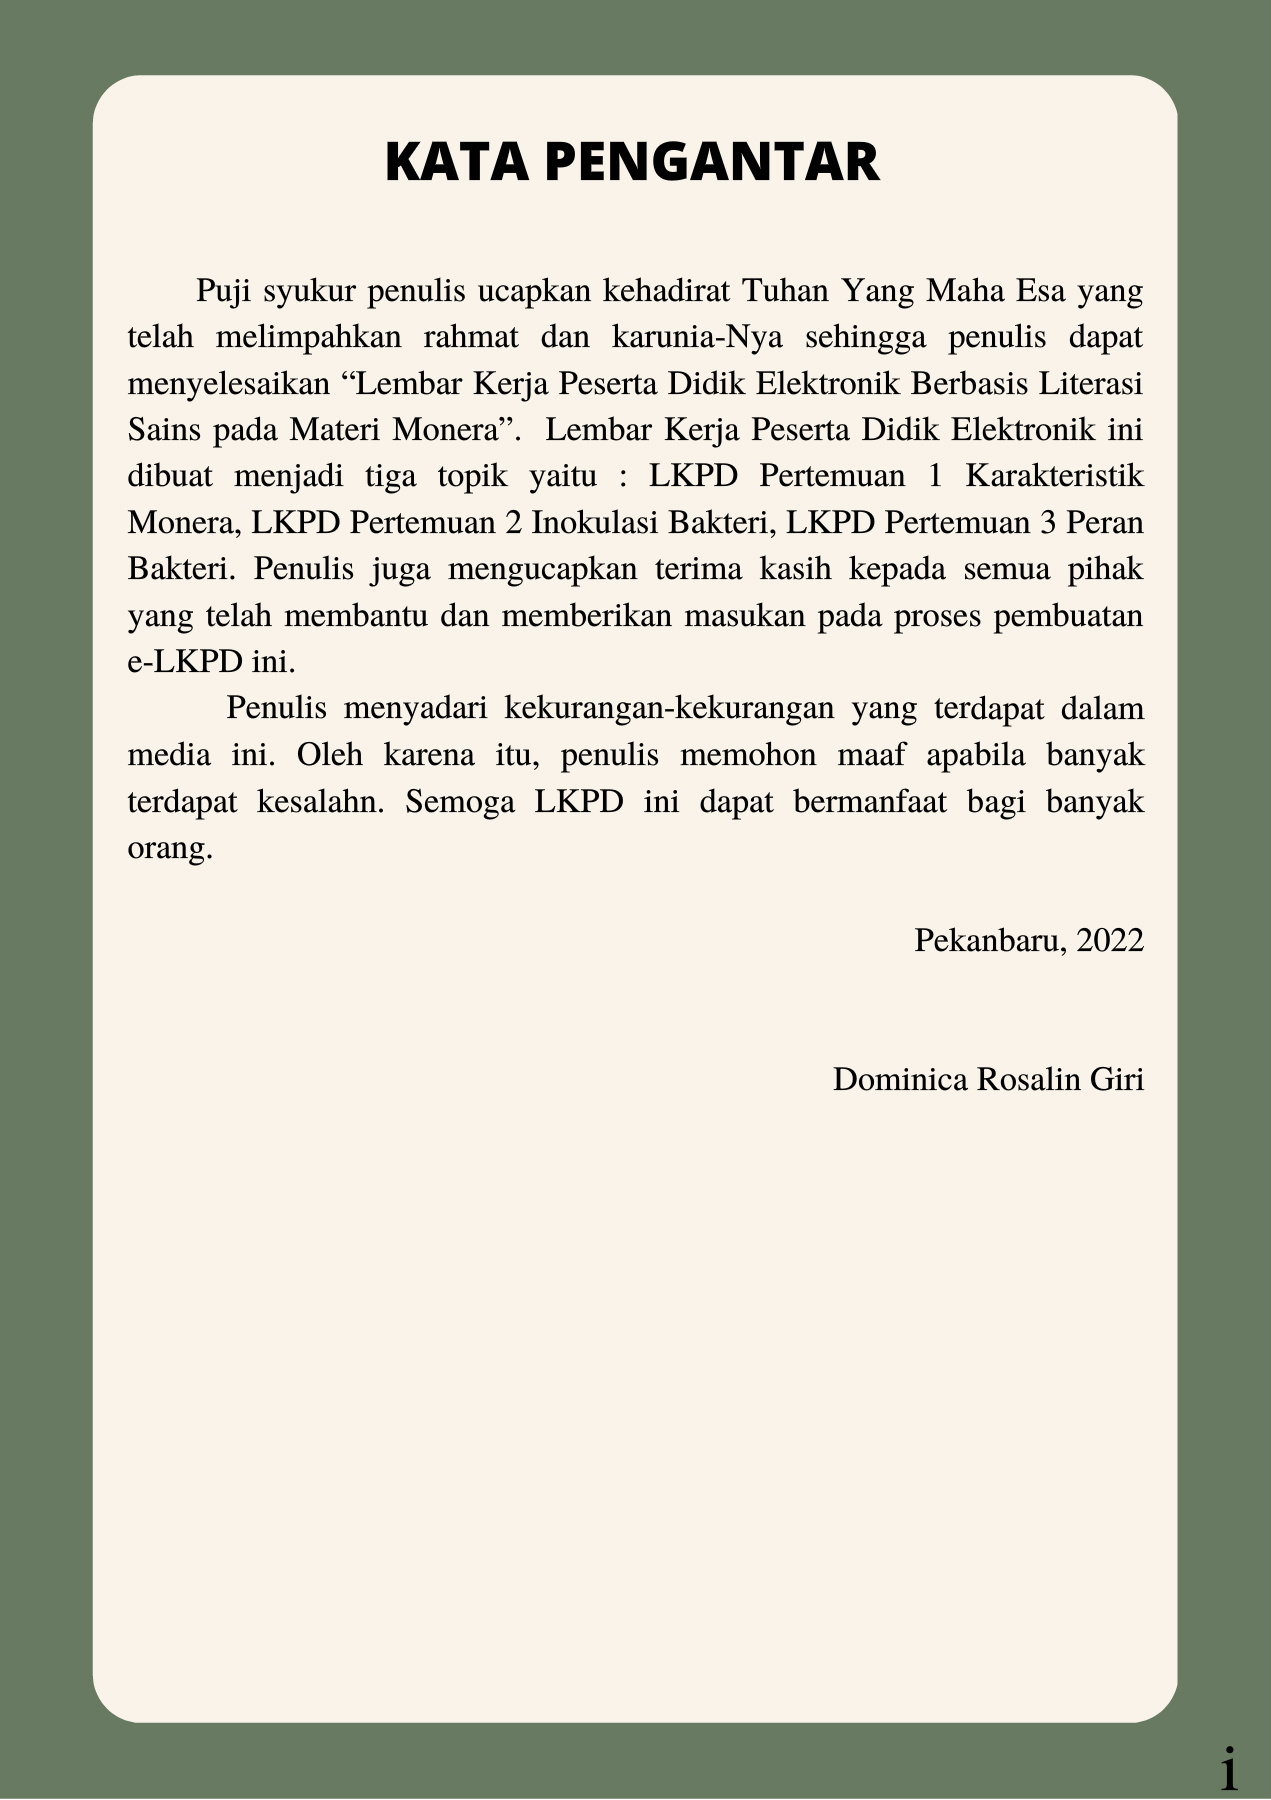 KATA PENGANTAR
Puji syukur penulis ucapkan kehadirat Tuhan Yang Maha Esa yang
telah melimpahkan rahmat dan karunia-Nya sehingga penulis dapat
menyelesaikan “Lembar Kerja Peserta Didik Elektronik Berbasis Literasi
Sains pada Materi Monera”. Lembar Kerja Peserta Didik Elektronik ini
dibuat menjadi tiga topik yaitu : LKPD Pertemuan 1 Karakteristik
Monera, LKPD Pertemuan 2 Inokulasi Bakteri, LKPD Pertemuan 3 Peran
Bakteri. Penulis juga mengucapkan terima kasih kepada semua pihak
yang telah membantu dan memberikan masukan pada proses pembuatan
e-LKPD ini.
Penulis menyadari kekurangan-kekurangan yang terdapat dalam
media ini. Oleh karena itu, penulis memohon maaf apabila banyak
terdapat kesalahn. Semoga LKPD ini dapat bermanfaat bagi banyak
orang.
Pekanbaru, 2022
Dominica Rosalin Giri
i